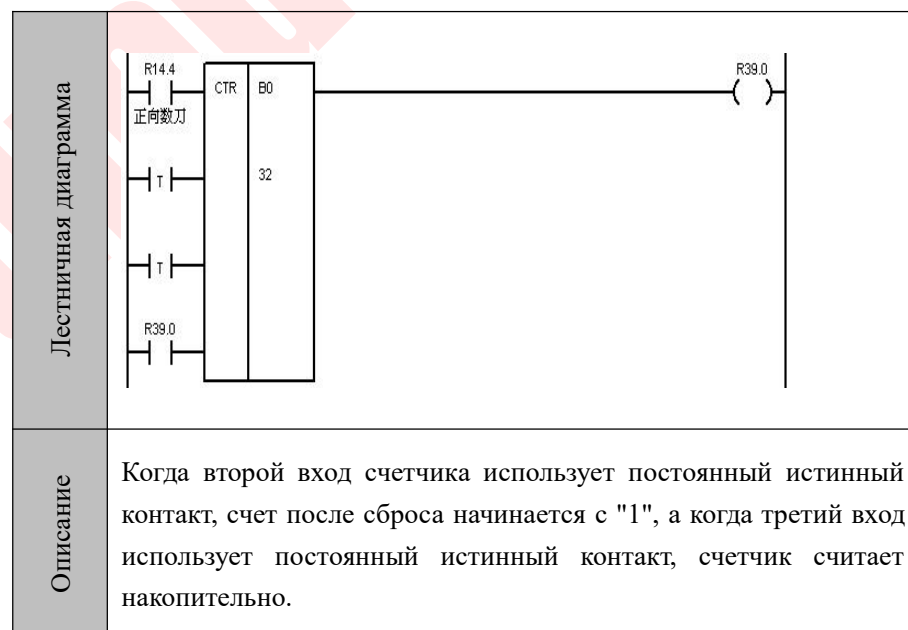 Лестничная диаграмма
R14.4
CTR B0
R39.0
正向数刀
T
32
T
R39.0
Описание
Когда второй вход счетчика использует постоянный истинный
контакт, счет после сброса начинается с "1", а когда третий вход
использует постоянный истинный контакт, счетчик считает
накопительно.